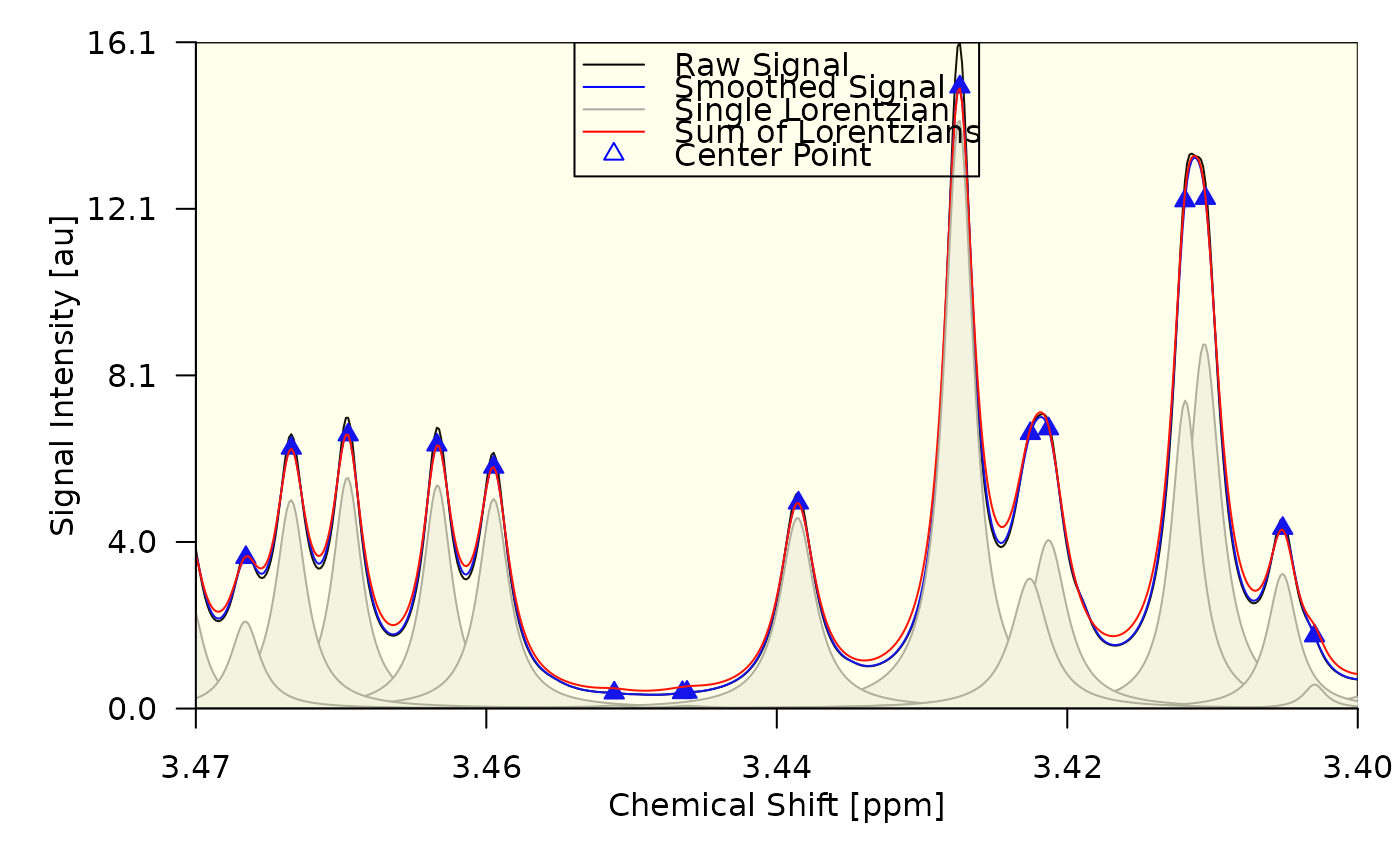 16.1
12.1
8.1
4.0
0.0
Signal Intensity [au]
Raw Signal
Smoothed Signal
Single Lorentzian
Sum of Lorentzians
Center Point
3.47 3.46 3.44 3.42 3.40
Chemical Shift [ppm]